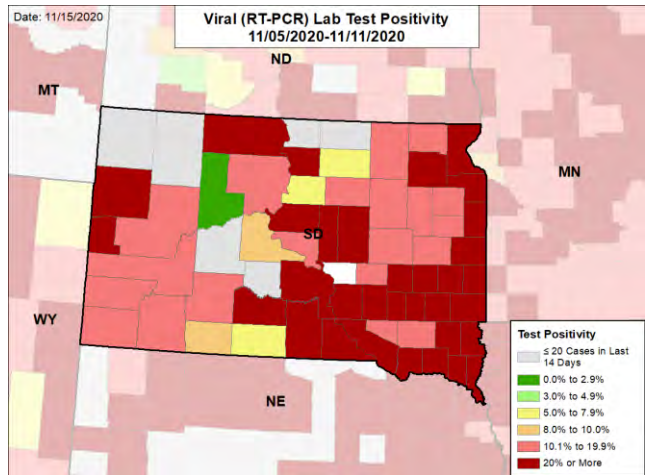 Date: 11/15/2020
Viral (RT-PCR) Lab Test Positivity
11/05/2020-11/11/2020
ND
MT
MN
SD
WY
NE
Test Positivity
≤ 20 Cases in Last
14 Days
0.0% to 2.9%
3.0% to 4.9%
5.0% to 7.9%
8.0% to 10.0%
10.1% to 19.9%
20% or More